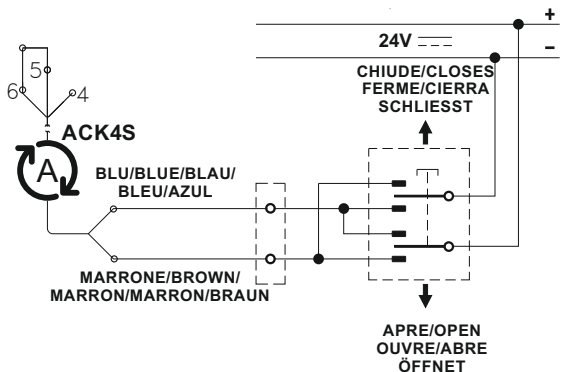 +
24V
−
CHIUDE/CLOSES
FERME/CIERRA
SCHLIESST
5
6
4
ACK4S
A
BLU/BLUE/BLAU/
BLEU/AZUL
MARRONE/BROWN/
MARRON/MARRON/BRAUN
APRE/OPEN
OUVRE/ABRE
ÖFFNET